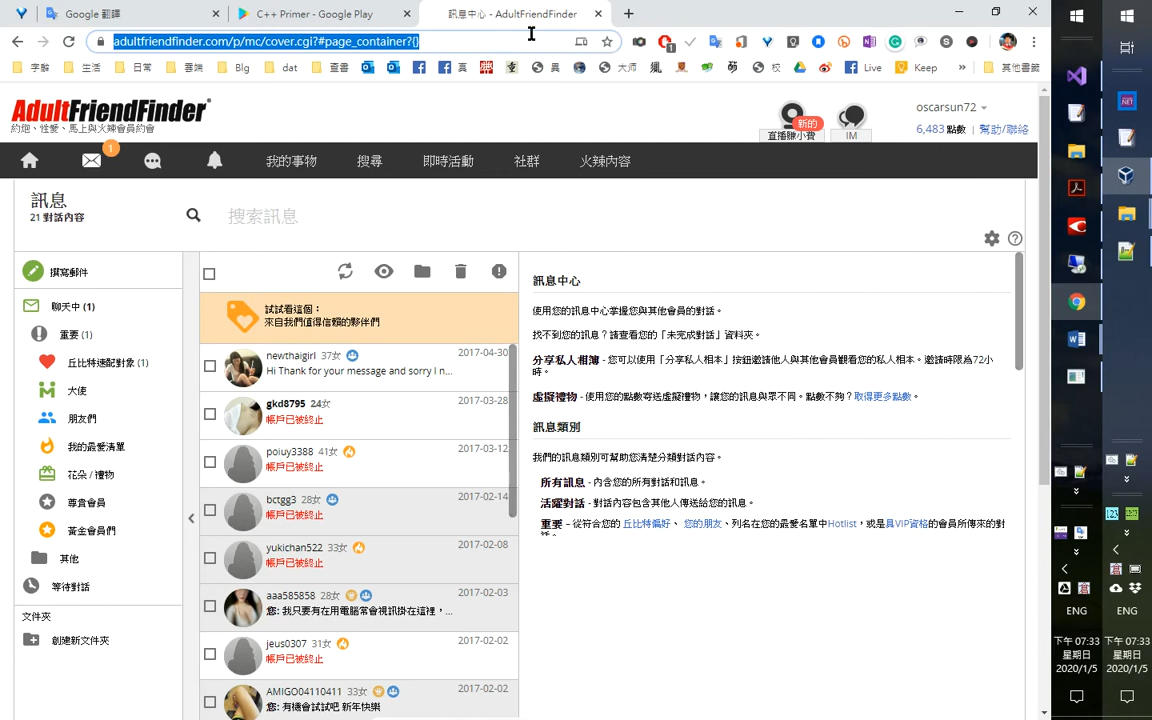 Google 翻譯
C++ Primer - Google Play
訊息中心 - AdultFriendFinder
adultfriendfinder.com/p/mc/cover.cgi?#page_container?{}
字辭
生活
日常
雲端
Blg
dat
查書
真
異
大师
校
Live
Keep
其他書籤
AdultFriendFinder
約炮、性愛、馬上與火辣會員約會
新的
直播賺小費
IM
oscarsun72
6,483 點數 | 幫助/聯絡
1
我的事物
搜尋
即時活動
社群
火辣內容
訊息
21 對話內容
搜索訊息
撰寫郵件
聊天中 (1)
重要 (1)
丘比特速配對象 (1)
大使
朋友們
我的最愛清單
花朵 / 禮物
尊貴會員
黃金會員們
其他
等待對話
文件夾
創建新文件夾
試試看這個：
來自我們值得信賴的夥伴們
newthaigirl 37女
2017-04-30
Hi Thank for your message and sorry I n...
gkd8795 24女
2017-03-28
帳戶已被終止
poiuy3388 41女
2017-03-12
帳戶已被終止
bctgg3 28女
2017-02-14
帳戶已被終止
yukichan522 33女
2017-02-08
帳戶已被終止
aaa585858 28女
2017-02-03
您: 我只要有在用電腦常會視訊掛在這裡，...
jeus0307 31女
2017-02-02
帳戶已被終止
AMIGO04110411 33女
2017-02-02
您: 有機會試試吧 新年快樂
訊息中心
使用您的訊息中心掌握您與其他會員的對話。
找不到您的訊息？請查看您的「未完成對話」資料夾。
分享私人相簿 - 您可以使用「分享私人相本」按鈕邀請他人與其他會員觀看您的私人相本。邀請時限為72小
時。
虛擬禮物 - 使用您的點數寄送虛擬禮物，讓您的訊息與眾不同。點數不夠？取得更多點數。
訊息類別
我們的訊息類別可幫助您清楚分類對話內容。
所有訊息 - 內含您的所有對話和訊息。
活躍對話 - 對話內容包含其他人傳送給您的訊息。
重要 – 從符合您的 丘比特偏好、 您的朋友、列名在您的最愛名單中Hotlist，或是具VIP資格的會員所傳來的對
ENG
下午 07:33
星期日
2020/1/5
ENG
下午 07:33
星期日
2020/1/5